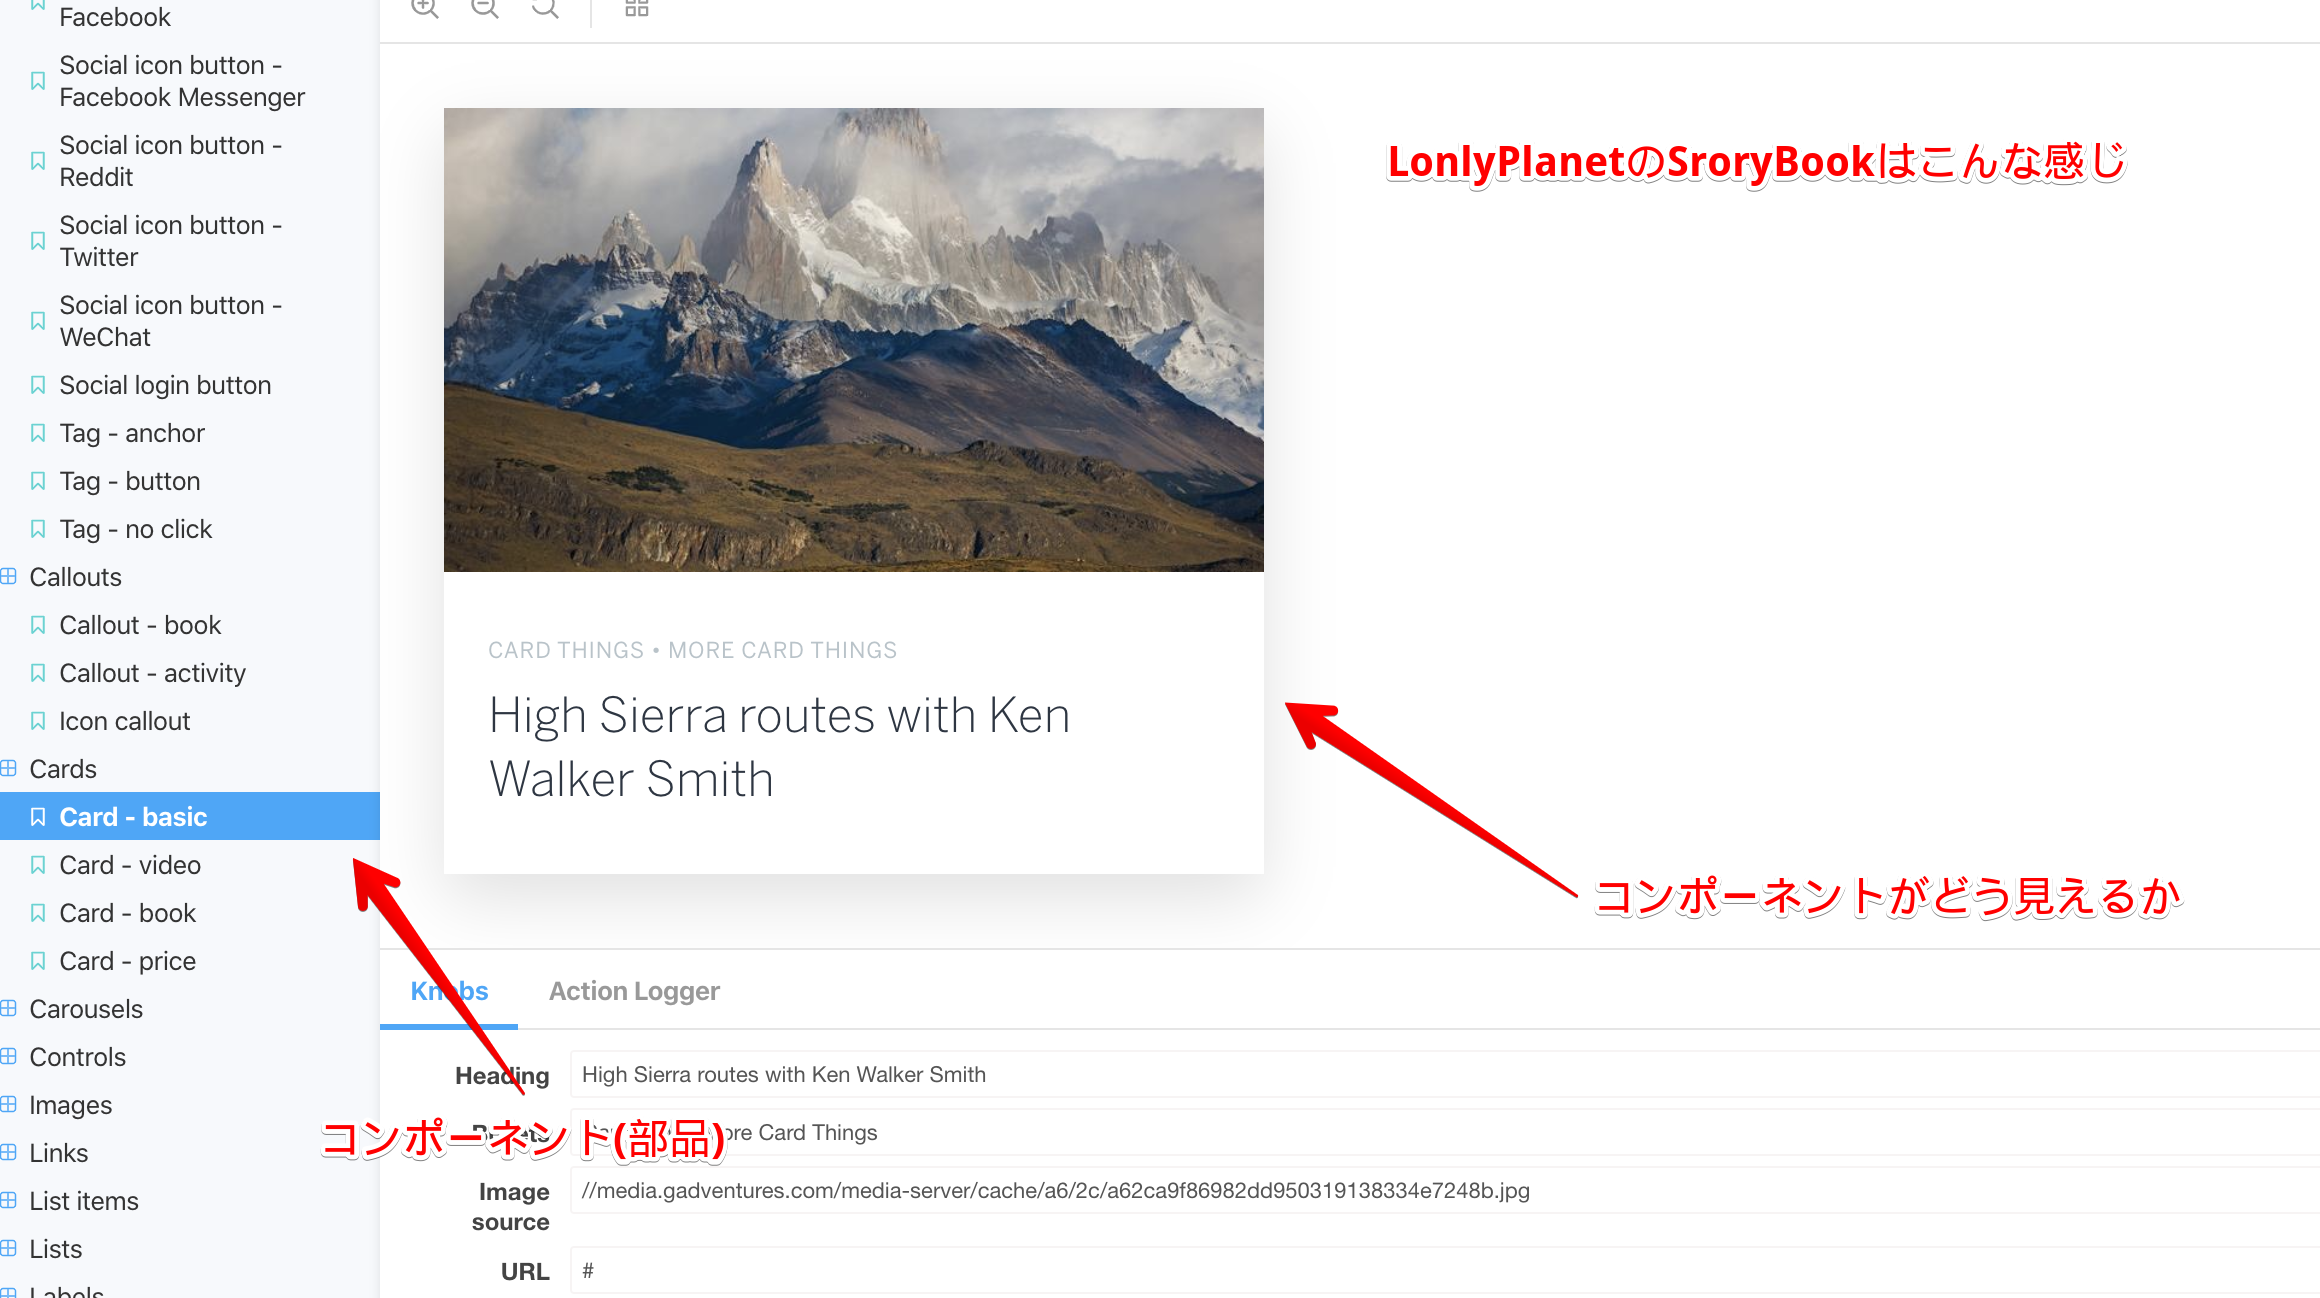 Facebook
Social icon button -
Facebook Messenger
Social icon button -
Reddit
Social icon button -
Twitter
Social icon button -
WeChat
Social login button
Tag - anchor
Tag - button
Tag - no click
Callouts
Callout - book
Callout - activity
Icon callout
Cards
Card - basic
Card - video
Card - book
Card - price
Carousels
Controls
Images
Links
List items
Lists
Labels
LonlyPlanetのSroryBookはこんな感じ
CARD THINGS • MORE CARD THINGS
High Sierra routes with Ken
Walker Smith
コンポーネントがどう見えるか
Knobs
Action Logger
Heading
High Sierra routes with Ken Walker Smith
コンポーネント(部品)
Card Things
Image
source
//media.gadventures.com/media-server/cache/a6/2c/a62ca9f86982dd950319138334e7248b.jpg
URL
#